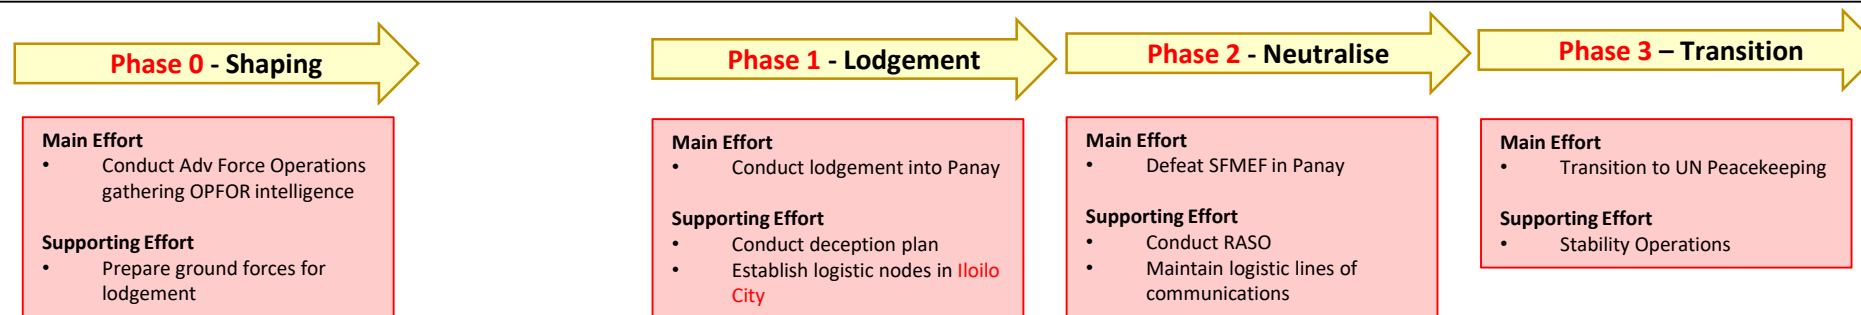 Phase 0 - Shaping
Main Effort
• Conduct Adv Force Operations
gathering OPFOR intelligence
Supporting Effort
• Prepare ground forces for
lodgement
Phase 1 - Lodgement
Main Effort
• Conduct lodgement into Panay
Supporting Effort
• Conduct deception plan
• Establish logistic nodes in Iloilo
City
Phase 2 - Neutralise
Main Effort
• Defeat SFMEF in Panay
Supporting Effort
• Conduct RASO
• Maintain logistic lines of
communications
Phase 3 – Transition
Main Effort
• Transition to UN Peacekeeping
Supporting Effort
• Stability Operations